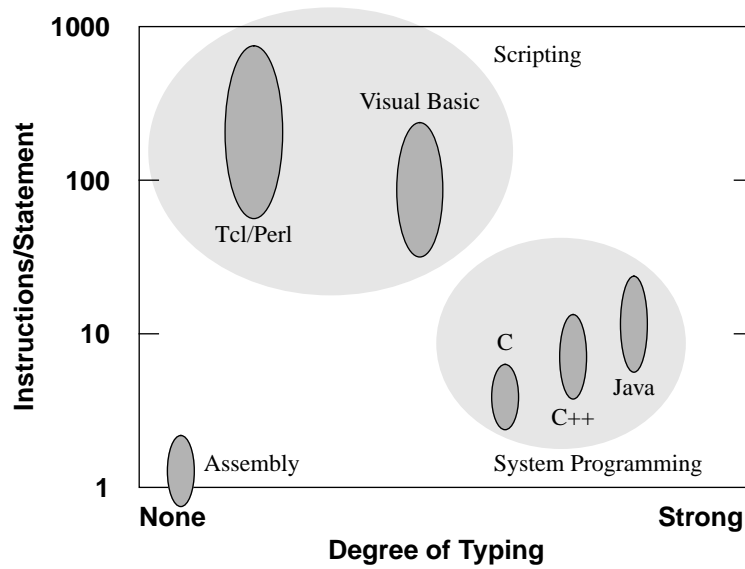 1000
Scripting
Visual Basic
100
Tcl/Perl
Instructions/Statement
10
C
Java
C++
Assembly
System Programming
1
None
Strong
Degree of Typing